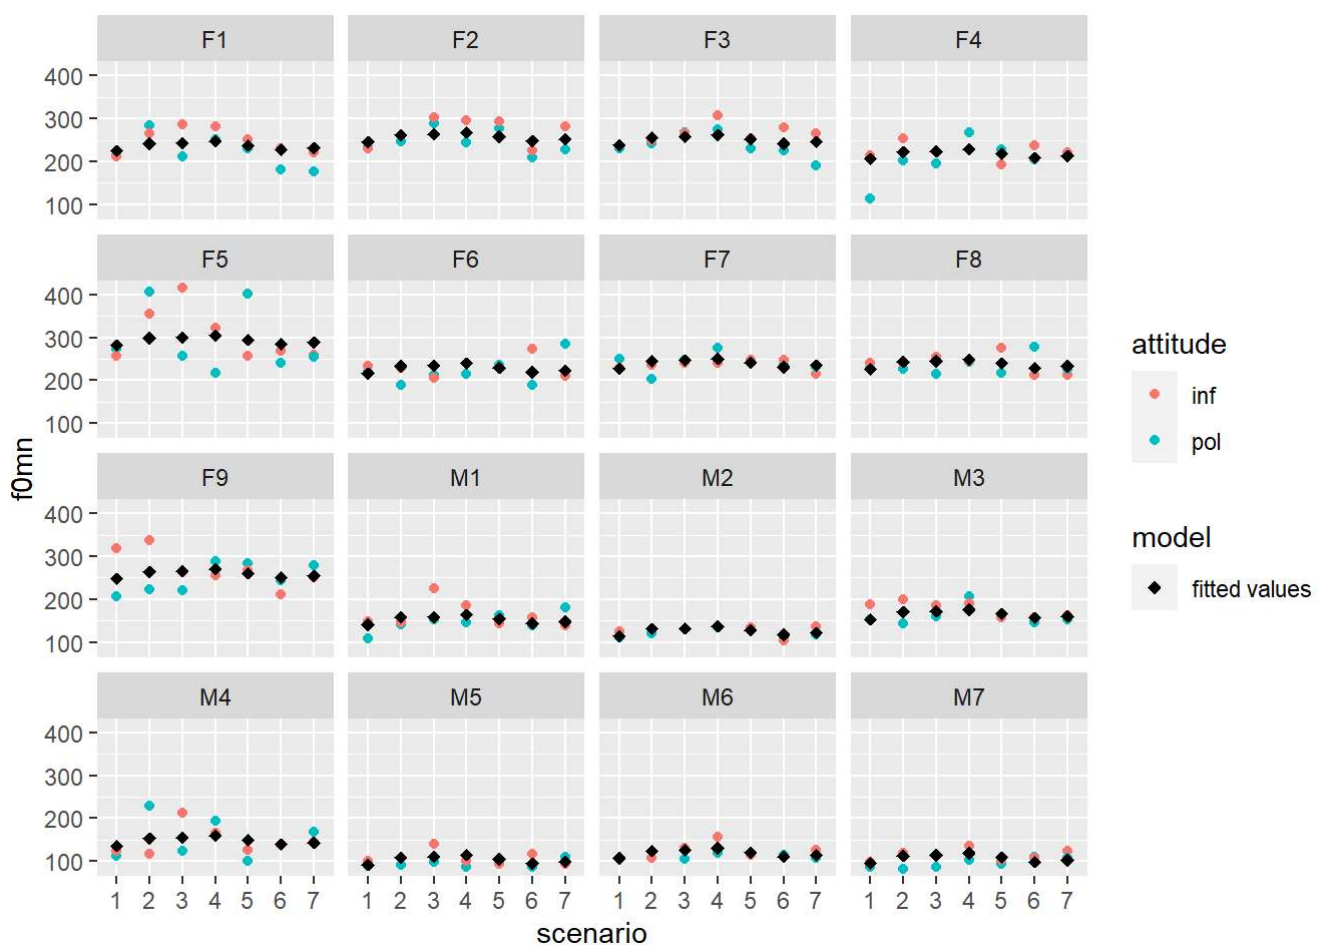 F1 F2 F3 F4
400
300
200
100
F5 F6 F7 F8
400
300
200
100
F9 M1 M2 M3
400
300
200
100
M4 M5 M6 M7
400
300
200
100
1 2 3 4 5 6 7 1 2 3 4 5 6 7 1 2 3 4 5 6 7 1 2 3 4 5 6 7
scenario
f0mn
attitude
inf
pol
model
fitted values